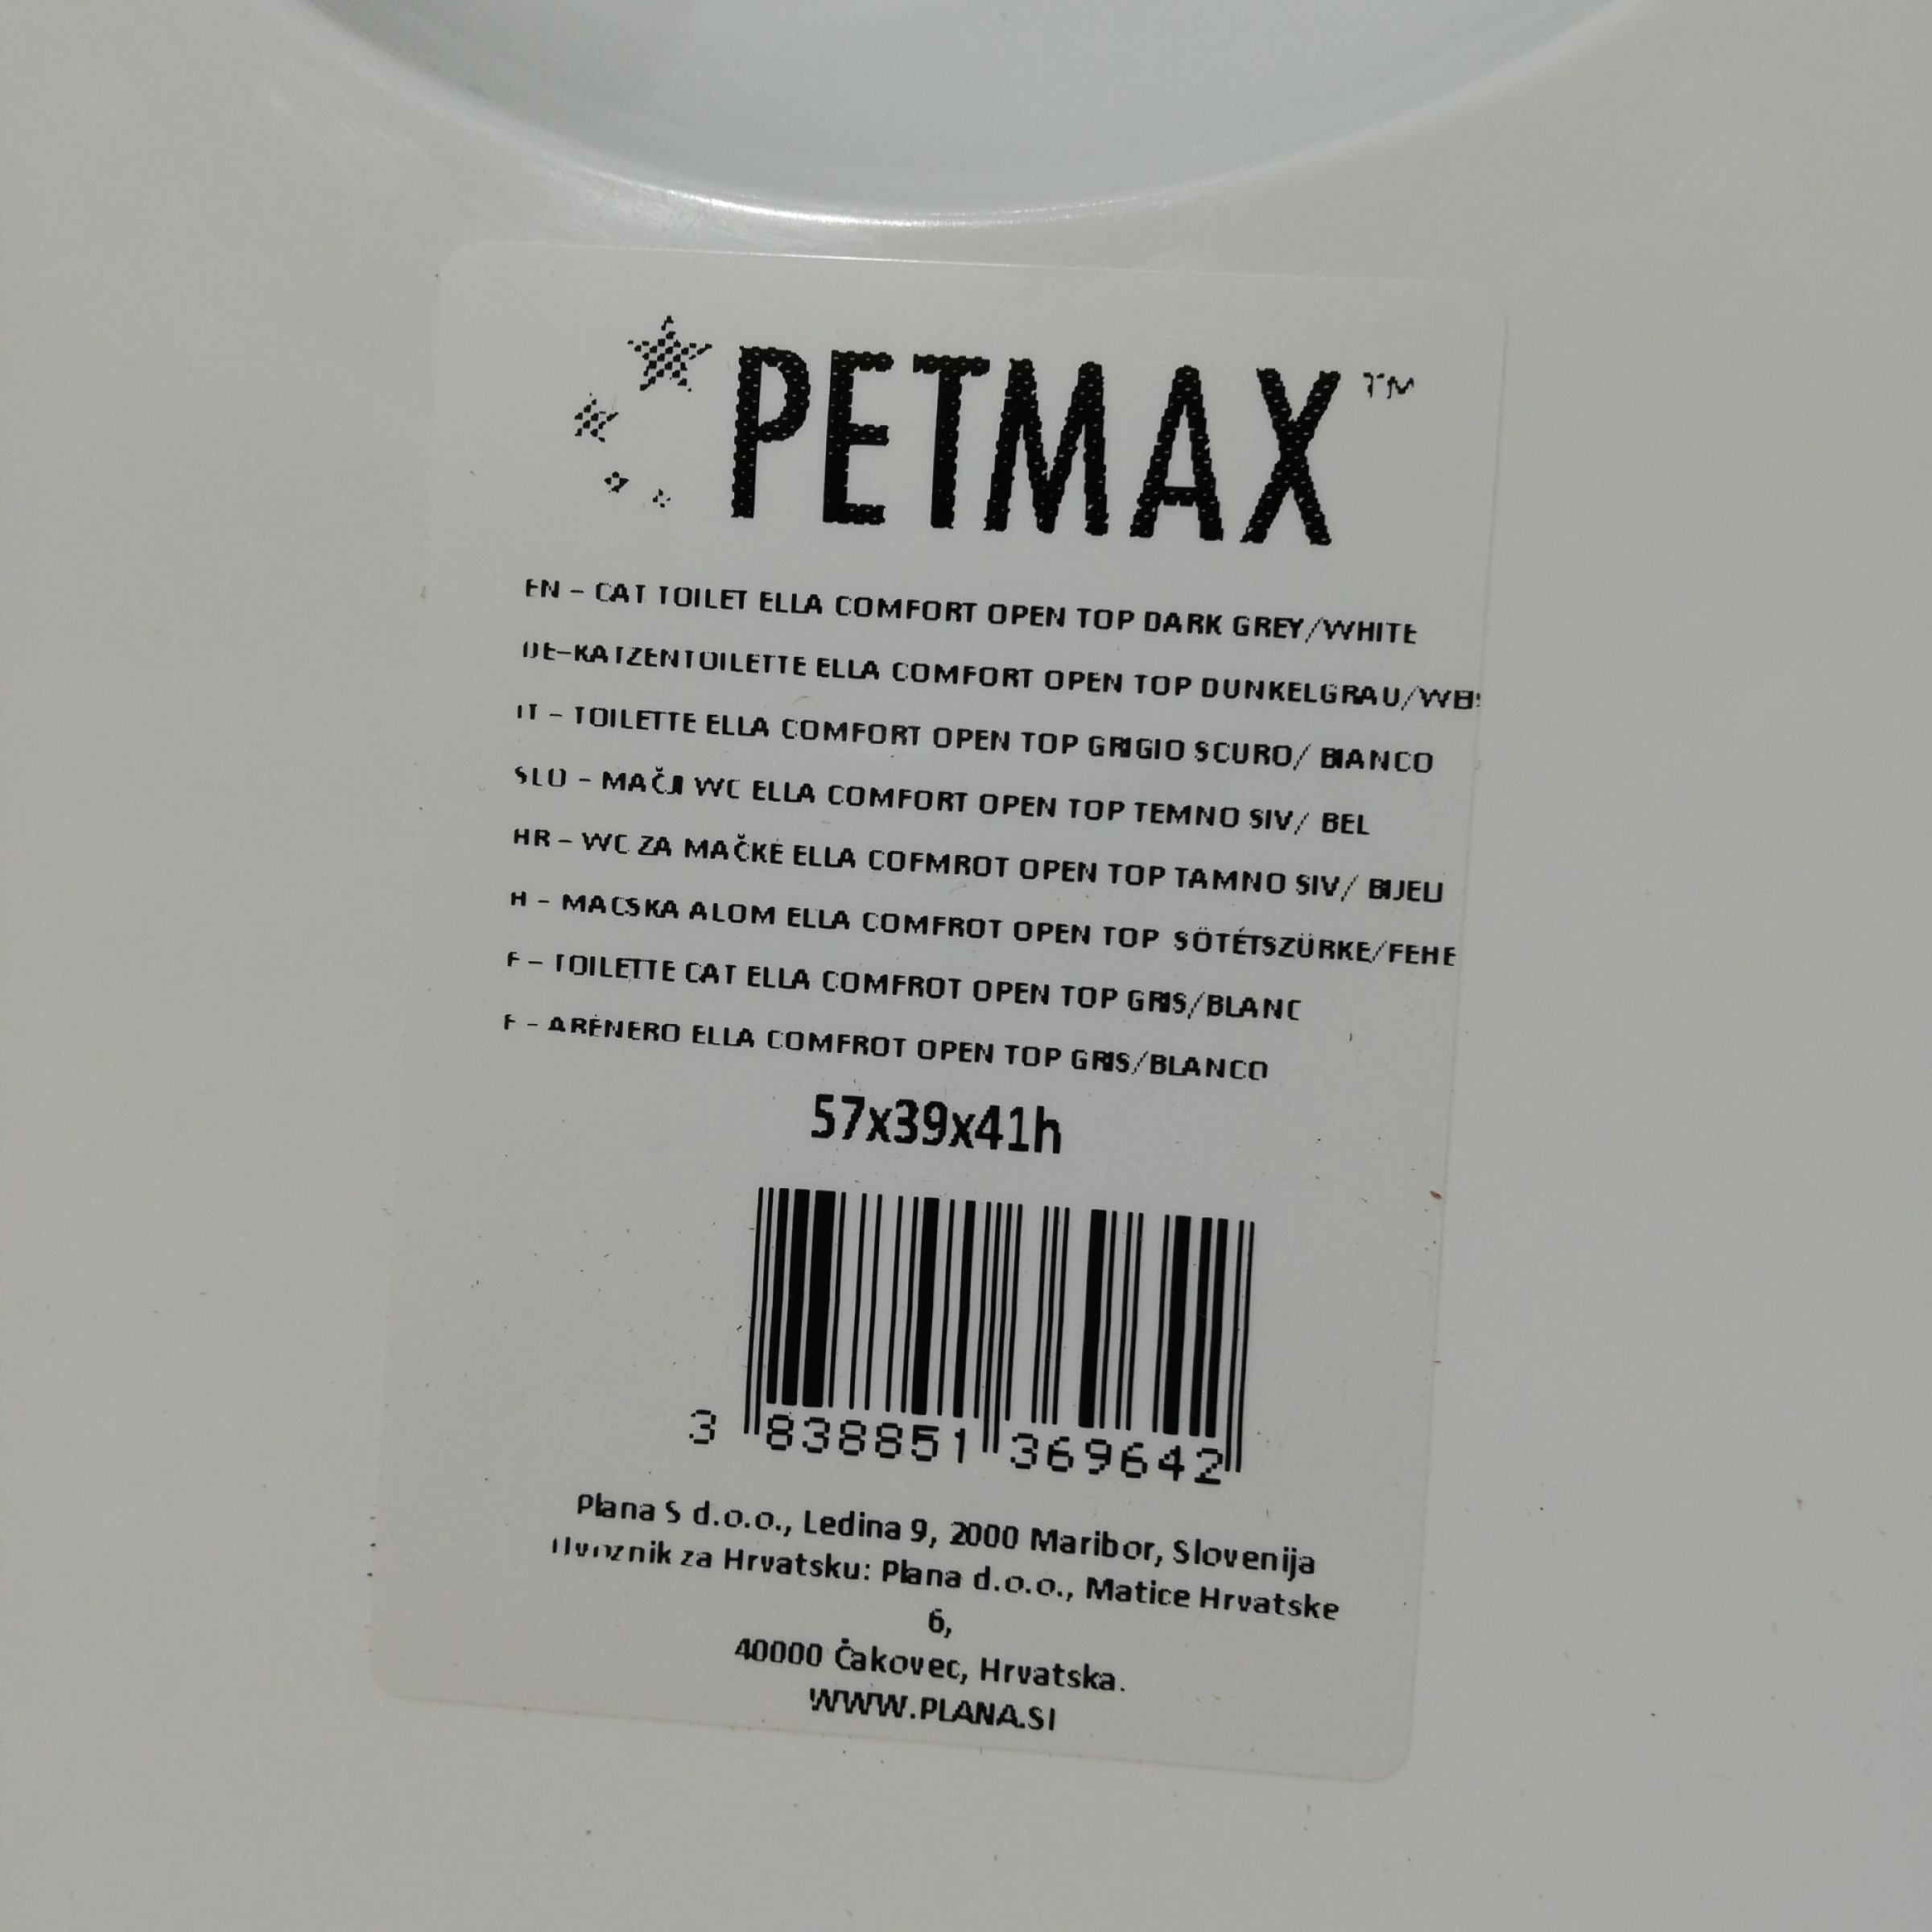 PETMAX™
EN - CAT TOILET ELLA COMFORT OPEN TOP DARK GREY/WHITE
DE-KATZENTOILETTE ELLA COMFORT OPEN TOP DUNKELGRAU/
IT - TOILETTE ELLA COMFORT OPEN TOP GRIGIO SCURO/ BIANCO
SLO - MAČJI WC ELLA COMFORT OPEN TOP TEMNO SIV/ BEL
HR - WC ZA MAČKE ELLA COFMROT OPEN TOP TAMNO SIV/ BIJELI
H - MACSKA ALOM ELLA COMFROT OPEN TOP SÖTÉTSZÜRKE/FEHE
F - TOILETTE CAT ELLA COMFROT OPEN TOP GRIS/BLANC
- ARENERO ELLA COMFROT OPEN TOP GRIS/BLANCO
57x39x41h
3 838851 369642
Plana S d.o.o., Ledina 9, 2000 Maribor, Slovenija
Uvoznik za Hrvatsku: Plana d.o.o., Matice Hrvatske
6,
40000 Čakovec, Hrvatska.
WWW.PLANA.SI